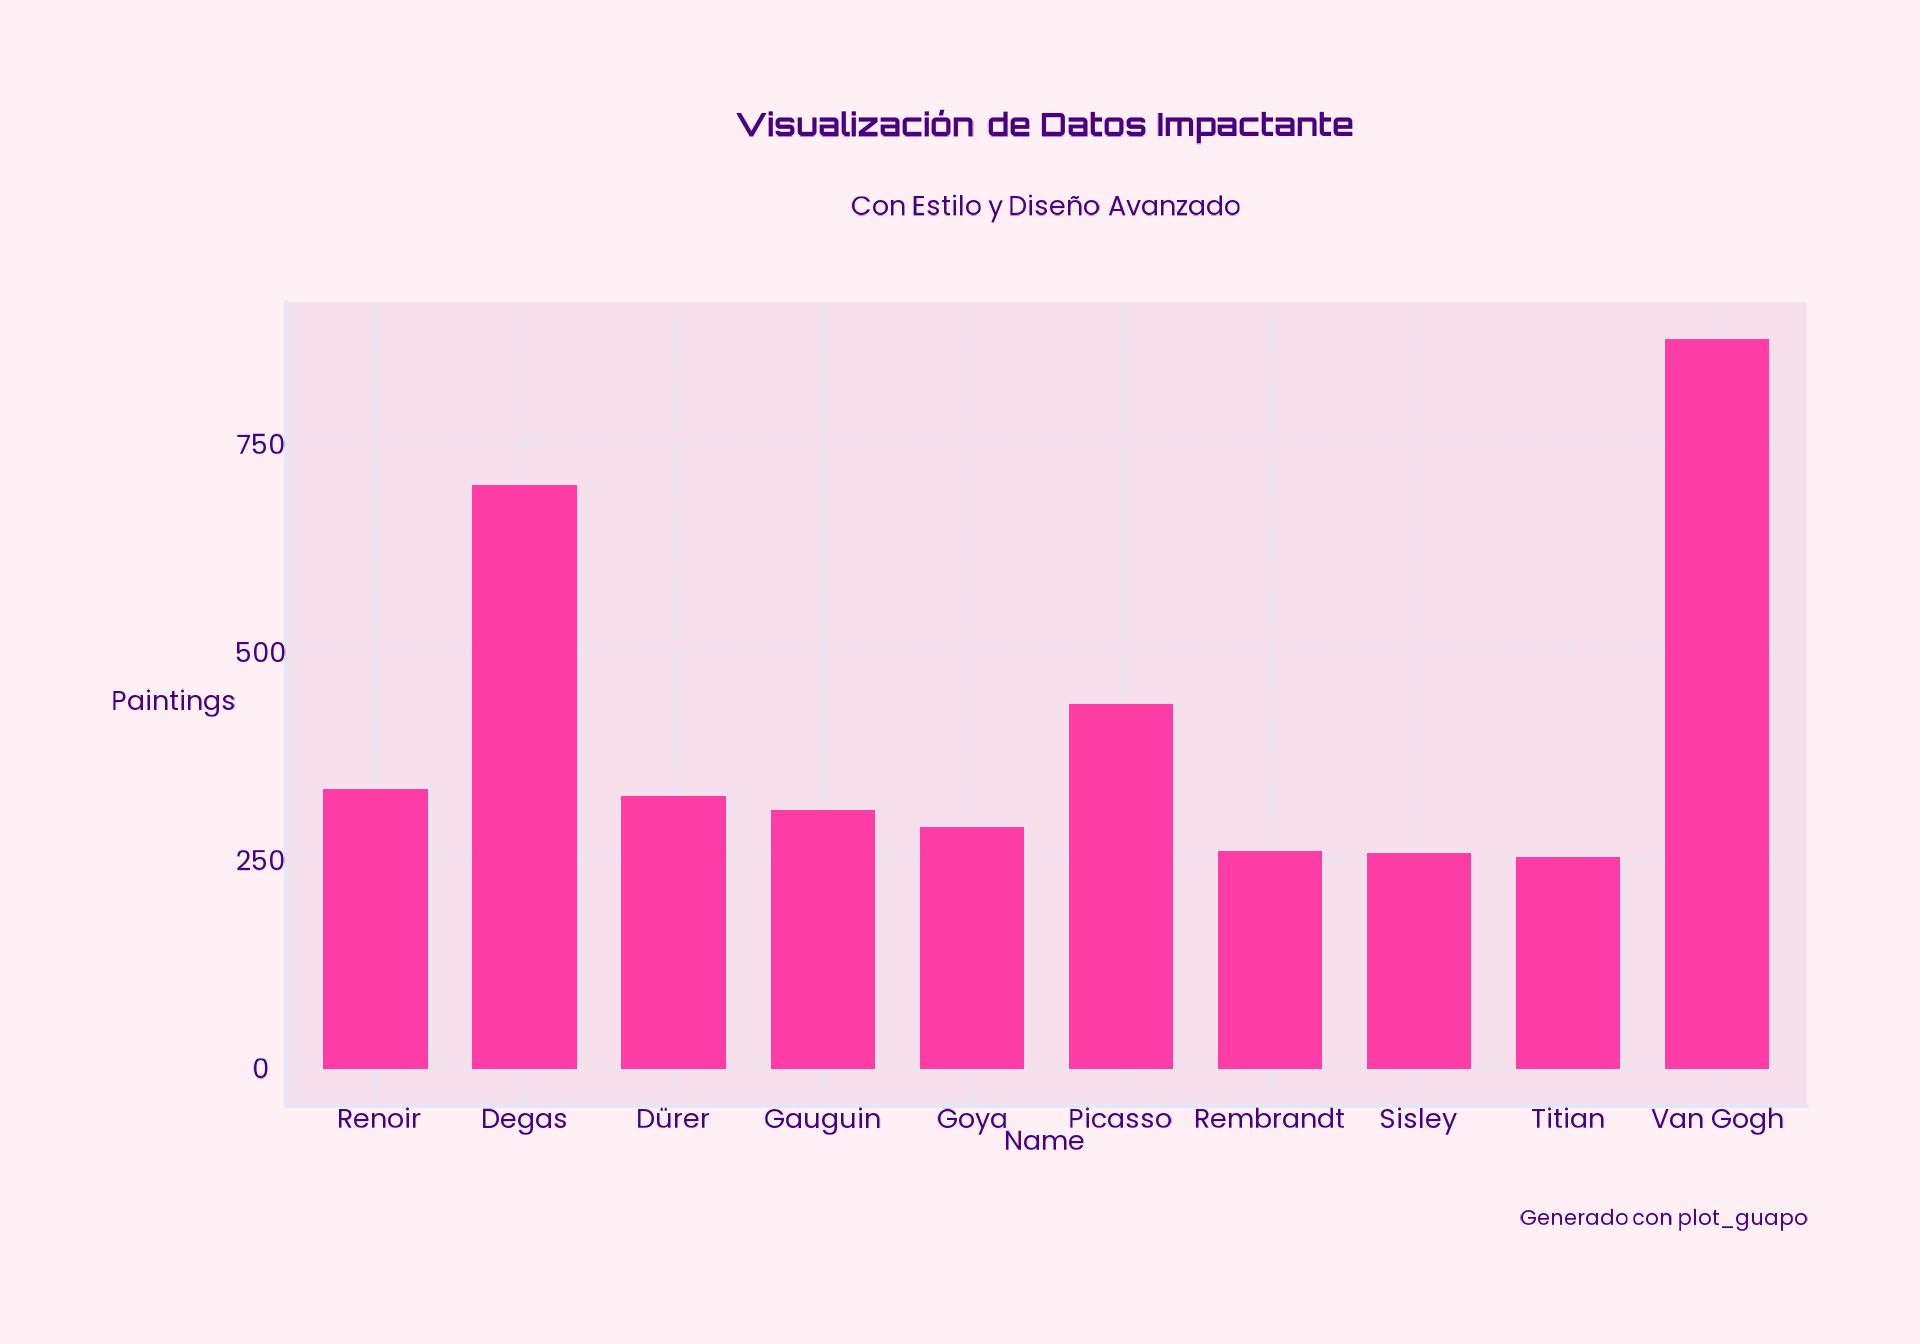 Visualización de Datos Impactante
Con Estilo y Diseño Avanzado
750
500
Paintings
250
0
Renoir Degas Dürer Gauguin Goya Picasso Rembrandt Sisley Titian Van Gogh
Name
Generado con plot_guapo